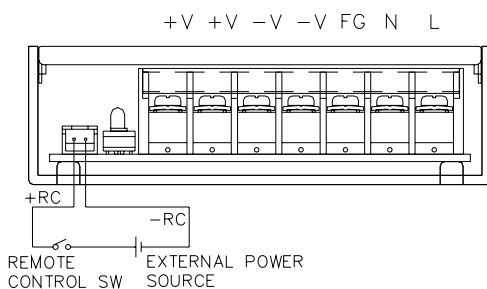 +V +V −V −V FG N L
+RC
−RC
REMOTE
CONTROL SW
EXTERNAL POWER
SOURCE